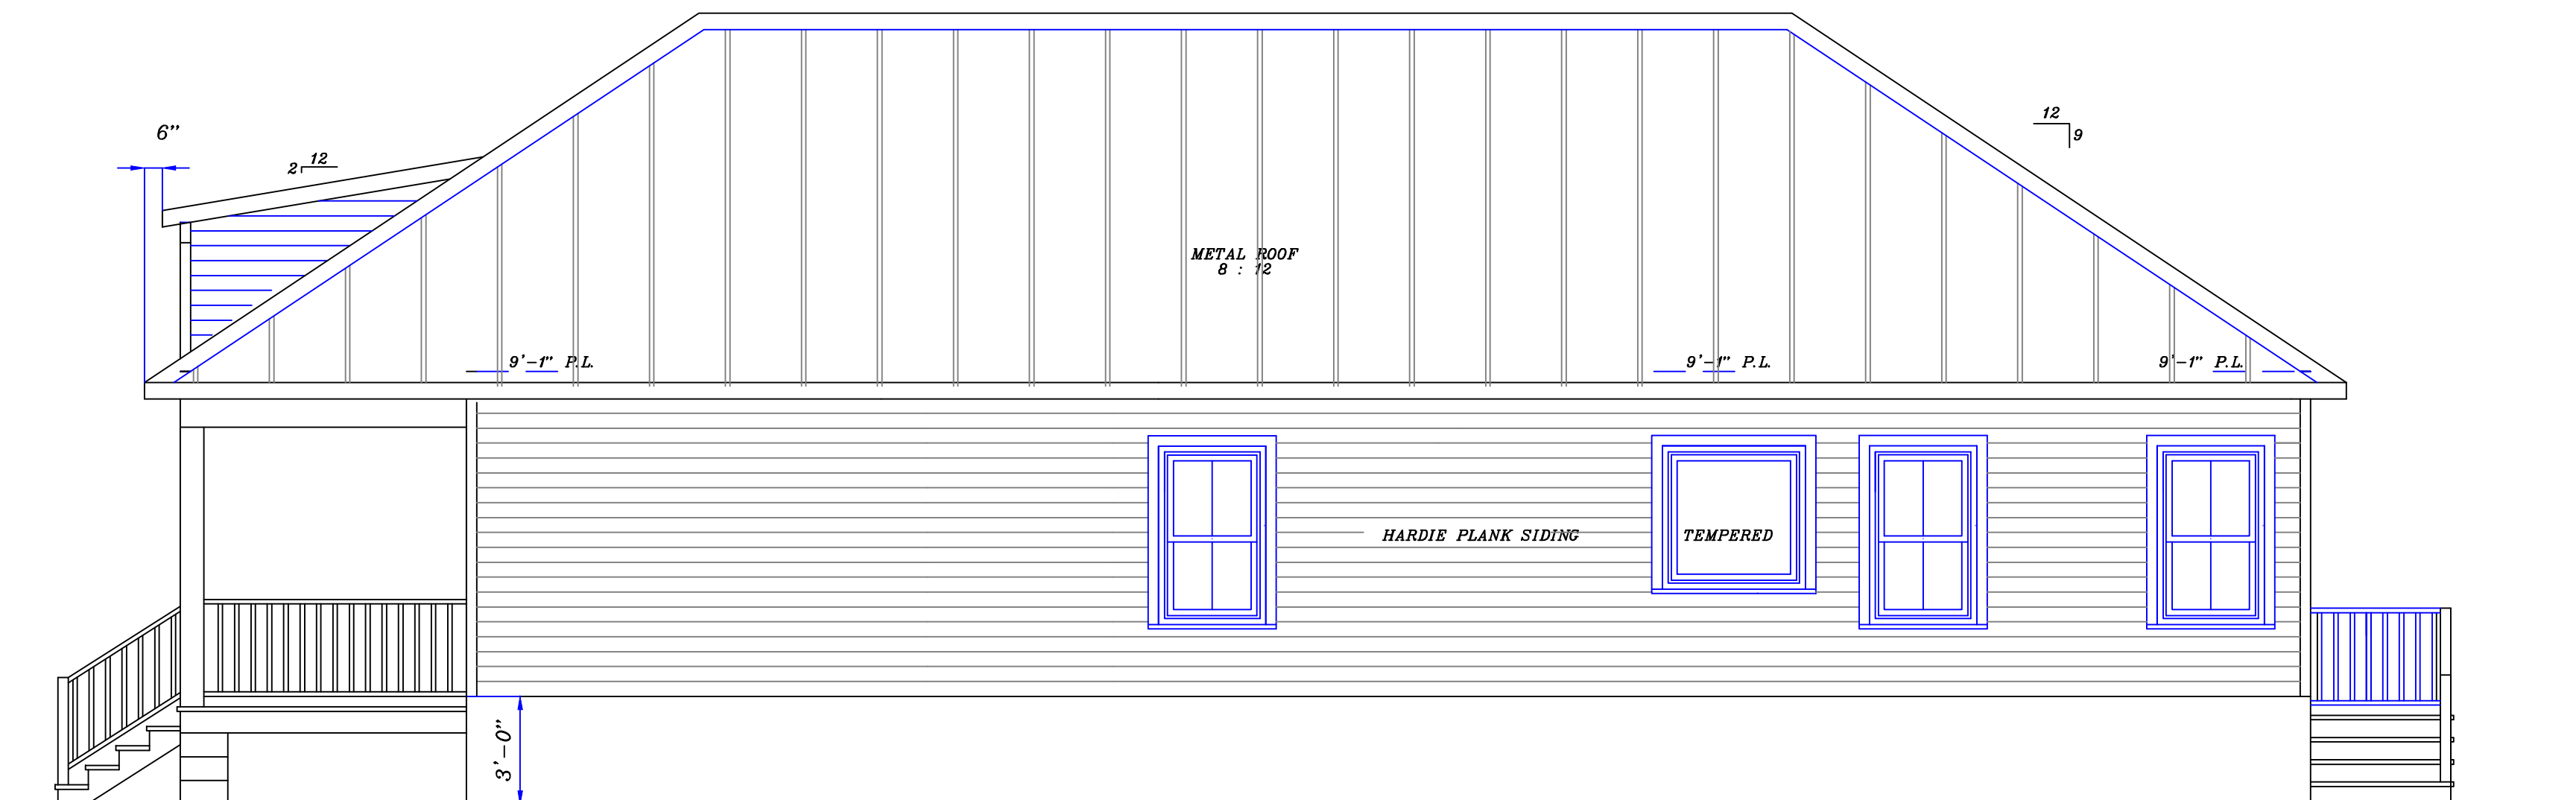 12
9
6”
12
2
METAL ROOF
8 : 12
9'-1” P.L.
9'-1” P.L.
9'-1” P.L.
HARDIE PLANK SIDING
TEMPERED
3'-0”